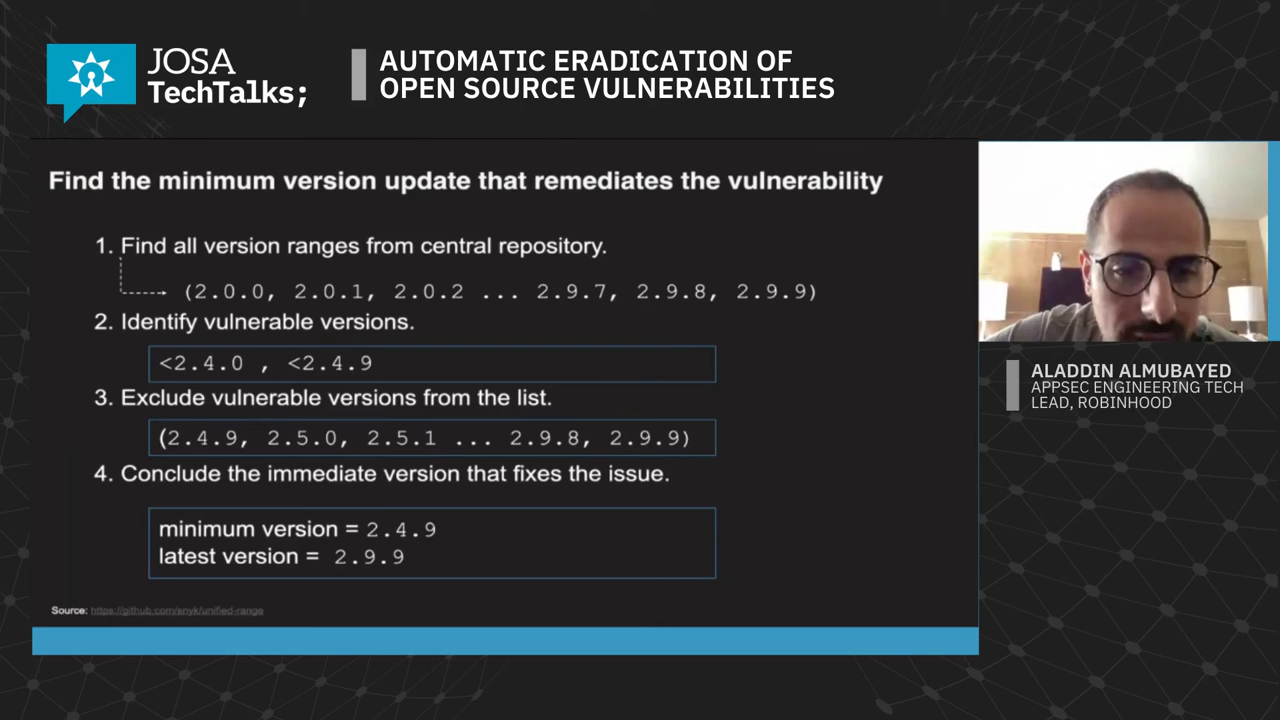 JOSA
TechTalks;
AUTOMATIC ERADICATION OF
OPEN SOURCE VULNERABILITIES
Find the minimum version update that remediates the vulnerability
1. Find all version ranges from central repository.
(2.0.0, 2.0.1, 2.0.2 ... 2.9.7, 2.9.8, 2.9.9)
2. Identify vulnerable versions.
<2.4.0 , <2.4.9
3. Exclude vulnerable versions from the list.
(2.4.9, 2.5.0, 2.5.1 ... 2.9.8, 2.9.9)
4. Conclude the immediate version that fixes the issue.
minimum version = 2.4.9
latest version = 2.9.9
Source: https://github.com/snyk/unified-range
ALADDIN ALMUBAYED
APPSEC ENGINEERING TECH
LEAD, ROBINHOOD